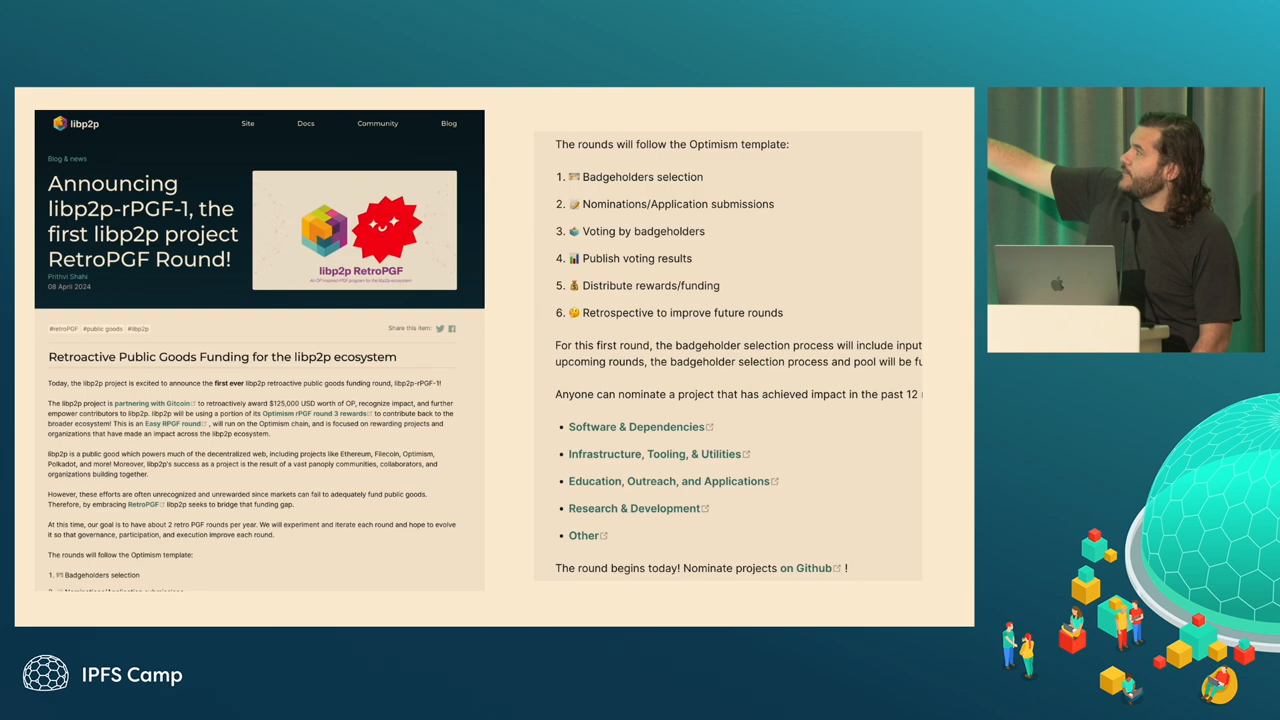 libp2p
Site
Docs
Community
Blog
Blog & news
Announcing
libp2p-rPGF-1, the
first libp2p project
RetroPGF Round!
Prithvi Shahi
08 April 2024
libp2p RetroPGF
An OP-inspired rPGF program for the libp2p ecosystem
#retroPGF #public goods #libp2p
Share this item:
Retroactive Public Goods Funding for the libp2p ecosystem
Today, the libp2p project is excited to announce the first ever libp2p retroactive public goods funding round, libp2p-rPGF-1!
The libp2p project is partnering with Gitcoin to retroactively award $125,000 USD worth of OP, recognize impact, and further
empower contributors to libp2p. libp2p will be using a portion of its Optimism rPGF round 3 rewards to contribute back to the
broader ecosystem! This is an Easy RPGF round , will run on the Optimism chain, and is focused on rewarding projects and
organizations that have made an impact across the libp2p ecosystem.
libp2p is a public good which powers much of the decentralized web, including projects like Ethereum, Filecoin, Optimism,
Polkadot, and more! Moreover, libp2p's success as a project is the result of a vast panoply communities, collaborators, and
organizations building together.
However, these efforts are often unrecognized and unrewarded since markets can fail to adequately fund public goods.
Therefore, by embracing RetroPGF libp2p seeks to bridge that funding gap.
At this time, our goal is to have about 2 retro PGF rounds per year. We will experiment and iterate each round and hope to evolve
it so that governance, participation, and execution improve each round.
The rounds will follow the Optimism template:
1. Badgeholders selection
2. Nominations/Application submissions
The rounds will follow the Optimism template:
1. Badgeholders selection
2. Nominations/Application submissions
3. Voting by badgeholders
4. Publish voting results
5. Distribute rewards/funding
6. Retrospective to improve future rounds
For this first round, the badgeholder selection process will include input
upcoming rounds, the badgeholder selection process and pool will be fu
Anyone can nominate a project that has achieved impact in the past 12
• Software & Dependencies
• Infrastructure, Tooling, & Utilities
• Education, Outreach, and Applications
• Research & Development
• Other
The round begins today! Nominate projects on Github !
IPFS Camp